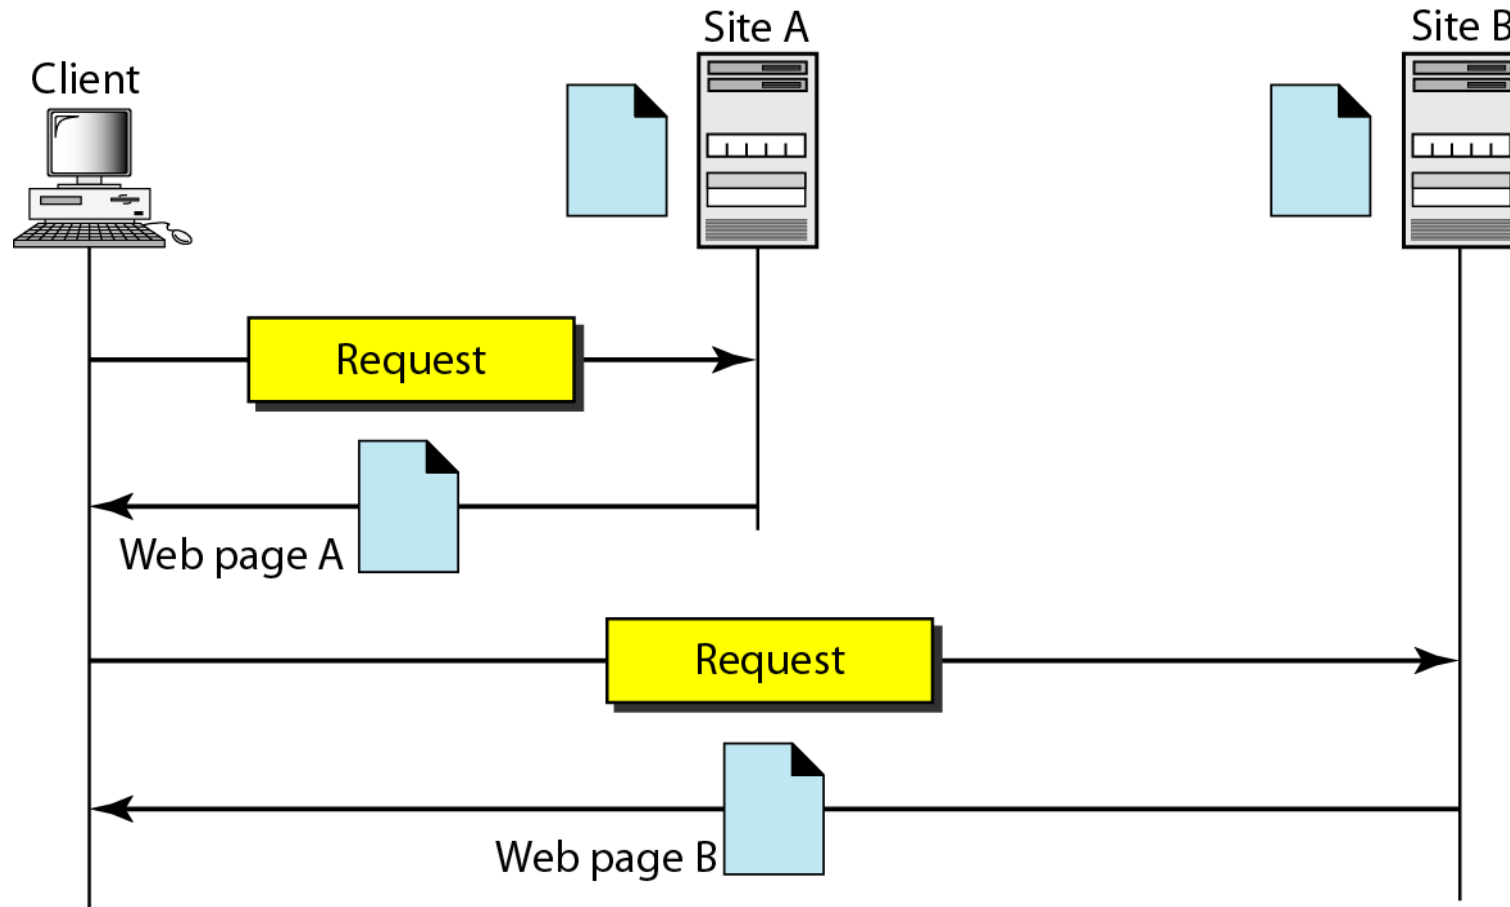 Site A
Site B
Client
Request
Web page A
Request
Web page B